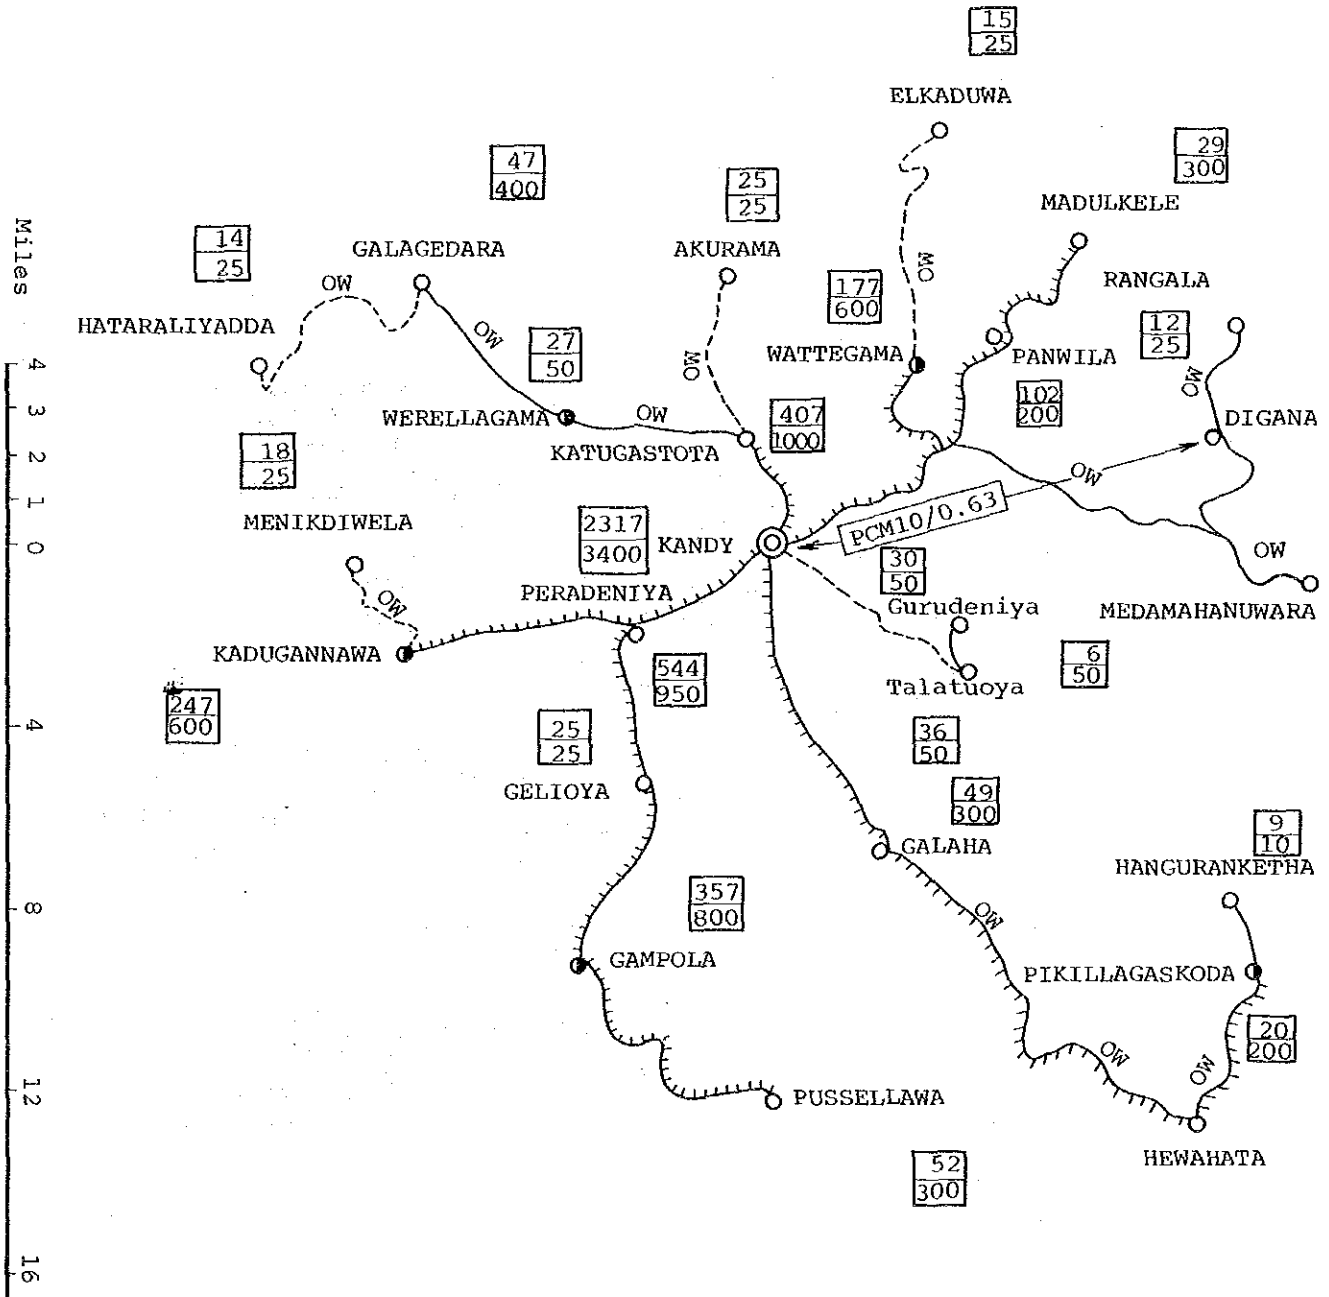 15
25
ELKADUWA
29
300
MADULKELE
47
400
25
25
14
25
GALAGEDARA
AKURAMA
RANGALA
OW
OW
177
600
HATARALIYADDA
OW
27
50
WATTEGAMA
PANWILA
12
25
OW
OW
102
200
DIGANA
WERELLAGAMA
OW
KATUGASTOTA
407
1000
18
25
OW
MENIKDIWELA
2317
3400
KANDY
PCM10/0.63
OW
30
50
PERADENIYA
OW
Gurudeniya
MEDAMAHANUWARA
KADUGANNAWA
544
950
Talatuoya
6
50
247
600
25
25
36
50
GELIOYA
49
300
GALAHA
9
10
HANGURANKETHA
357
800
OW
GAMPOLA
PIKILLAGASKODA
20
200
OW
OW
PUSSELLAWA
HEWAHATA
52
300
Miles
4
3
2
1
0
4
8
12
16